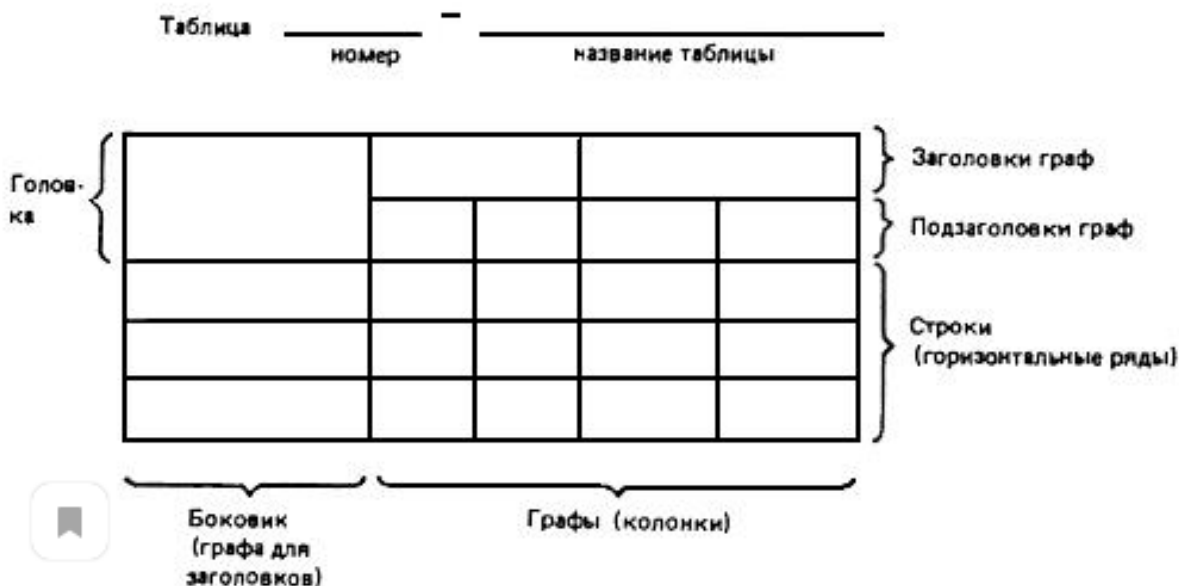 Таблица –
номер название таблицы
Голов-
ка
Заголовки граф
Подзаголовки граф
Строки
(горизонтальные ряды)
Боковик
(графа для
заголовков)
Графы (колонки)